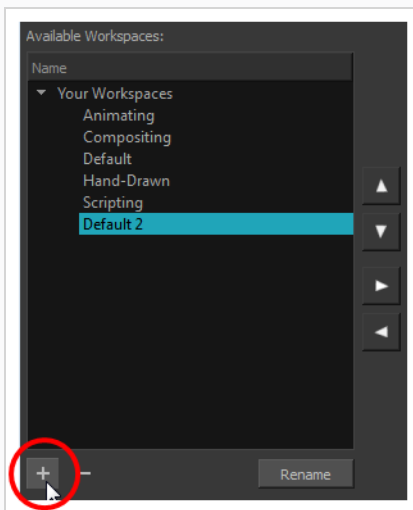 Available Workspaces:
Name
Your Workspaces
Animating
Compositing
Default
Hand-Drawn
Scripting
Default 2
Rename